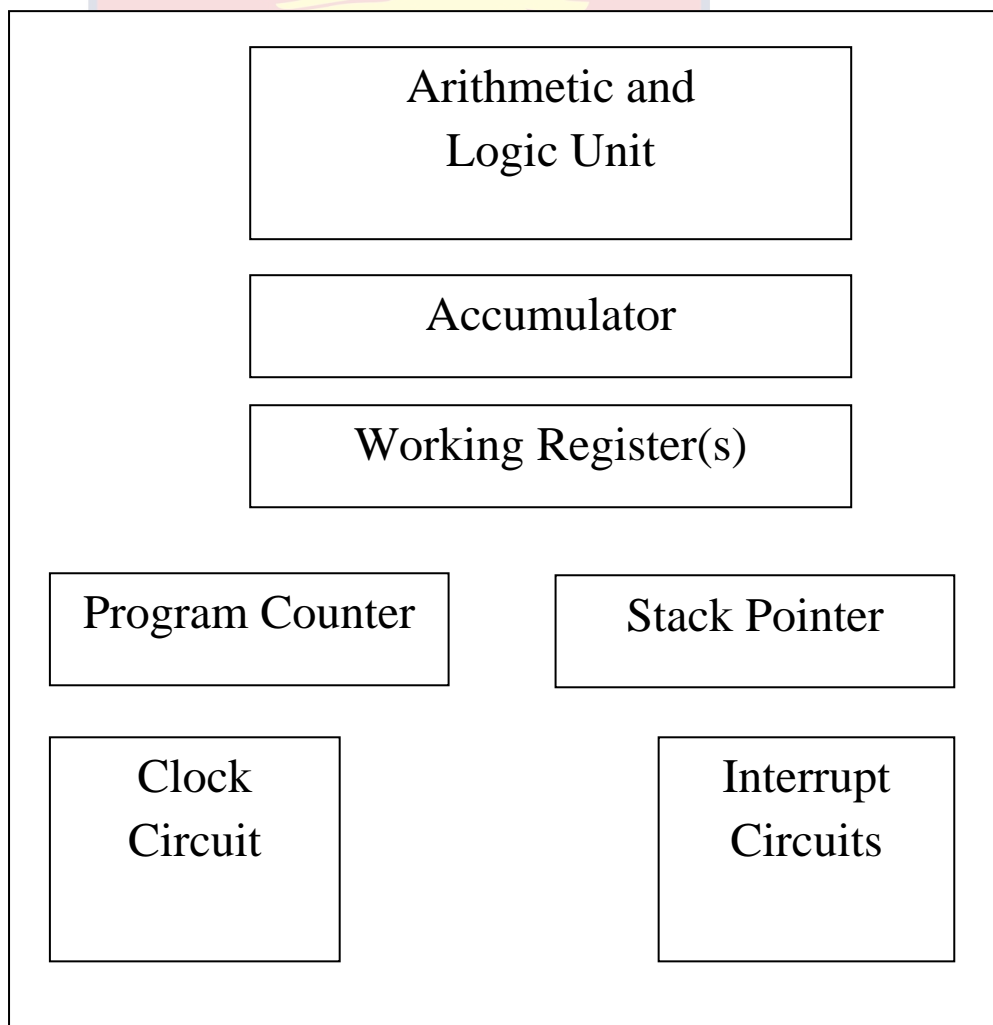 Arithmetic and
Logic Unit
Accumulator
Working Register(s)
Program Counter
Stack Pointer
Clock
Circuit
Interrupt
Circuits